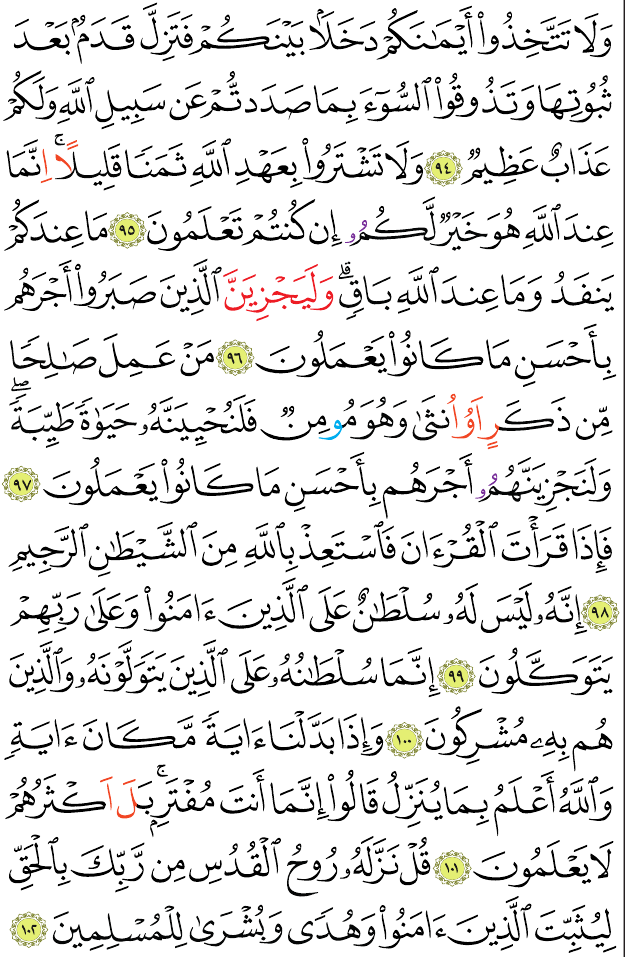 وَلَا تَتَّخِذُوٓا۟ أَيْمَـٰنَكُمْ دَخَلًۢا بَيْنَكُمْ فَتَزِلَّ قَدَمٌۢ بَعْدَ
ثُبُوتِهَا وَتَذُوقُوا۟ ٱلسُّوٓءَ بِمَا صَدَدتُّمْ عَن سَبِيلِ ٱللَّهِ وَلَكُمْ
عَذَابٌ عَظِيمٌ ۝٩٤ وَلَا تَشْتَرُوا۟ بِعَهْدِ ٱللَّهِ ثَمَنًا قَلِيلًا ۚ اِنَّمَا
عِندَ ٱللَّهِ هُوَ خَيْرٌ لَّكُمُۥٓ إِن كُنتُمْ تَعْلَمُونَ ۝٩٥ مَا عِندَكُمْ
يَنفَدُ وَمَا عِندَ ٱللَّهِ بَاقٍ ۗ وَلَيَجْزِيَنَّ ٱلَّذِينَ صَبَرُوٓا۟ أَجْرَهُم
بِأَحْسَنِ مَا كَانُوا۟ يَعْمَلُونَ ۝٩٦ مَنْ عَمِلَ صَـٰلِحًا
مِّن ذَكَرٍ اَوُ ا۟نثَىٰ وَهُوَ مُومِنٌ فَلَنُحْيِيَنَّهُۥ حَيَوٰةً طَيِّبَةً ۖ
وَلَنَجْزِيَنَّهُمُۥٓ أَجْرَهُم بِأَحْسَنِ مَا كَانُوا۟ يَعْمَلُونَ ۝٩٧
فَإِذَا قَرَأْتَ ٱلْقُرْءَانَ فَٱسْتَعِذْ بِٱللَّهِ مِنَ ٱلشَّيْطَـٰنِ ٱلرَّجِيمِ
۝٩٨ إِنَّهُۥ لَيْسَ لَهُۥ سُلْطَـٰنٌ عَلَى ٱلَّذِينَ ءَامَنُوا۟ وَعَلَىٰ رَبِّهِمْ
يَتَوَكَّلُونَ ۝٩٩ إِنَّمَا سُلْطَـٰنُهُۥ عَلَى ٱلَّذِينَ يَتَوَلَّوْنَهُۥ وَٱلَّذِينَ
هُم بِهِۦ مُشْرِكُونَ ۝١٠٠ وَإِذَا بَدَّلْنَآ ءَايَةً مَّكَانَ ءَايَةٍ
وَٱللَّهُ أَعْلَمُ بِمَا يُنَزِّلُ قَالُوٓا۟ إِنَّمَآ أَنتَ مُفْتَرٍۭ ۚ بَلَ اَكْثَرُهُمْ
لَا يَعْلَمُونَ ۝١٠١ قُلْ نَزَّلَهُۥ رُوحُ ٱلْقُدُسِ مِن رَّبِّكَ بِٱلْحَقِّ
لِيُثَبِّتَ ٱلَّذِينَ ءَامَنُوا۟ وَهُدًى وَبُشْرَىٰ لِلْمُسْلِمِينَ ۝١٠٢